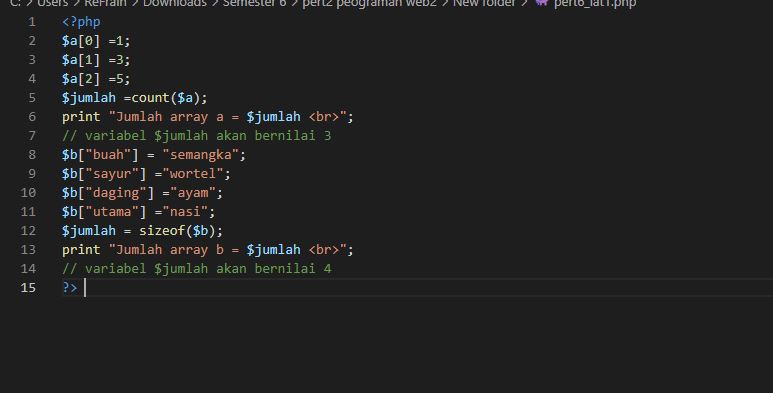 C: > Users > ReFrain > Downloads > Semester 6 > pert2 peograman web2 > New folder > pert6_lat1.php
1 <?php
2 $a[0] =1;
3 $a[1] =3;
4 $a[2] =5;
5 $jumlah =count($a);
6 print "Jumlah array a = $jumlah <br>";
7 // variabel $jumlah akan bernilai 3
8 $b["buah"] = "semangka";
9 $b["sayur"] ="wortel";
10 $b["daging"] ="ayam";
11 $b["utama"] ="nasi";
12 $jumlah = sizeof($b);
13 print "Jumlah array b = $jumlah <br>";
14 // variabel $jumlah akan bernilai 4
15 ?>